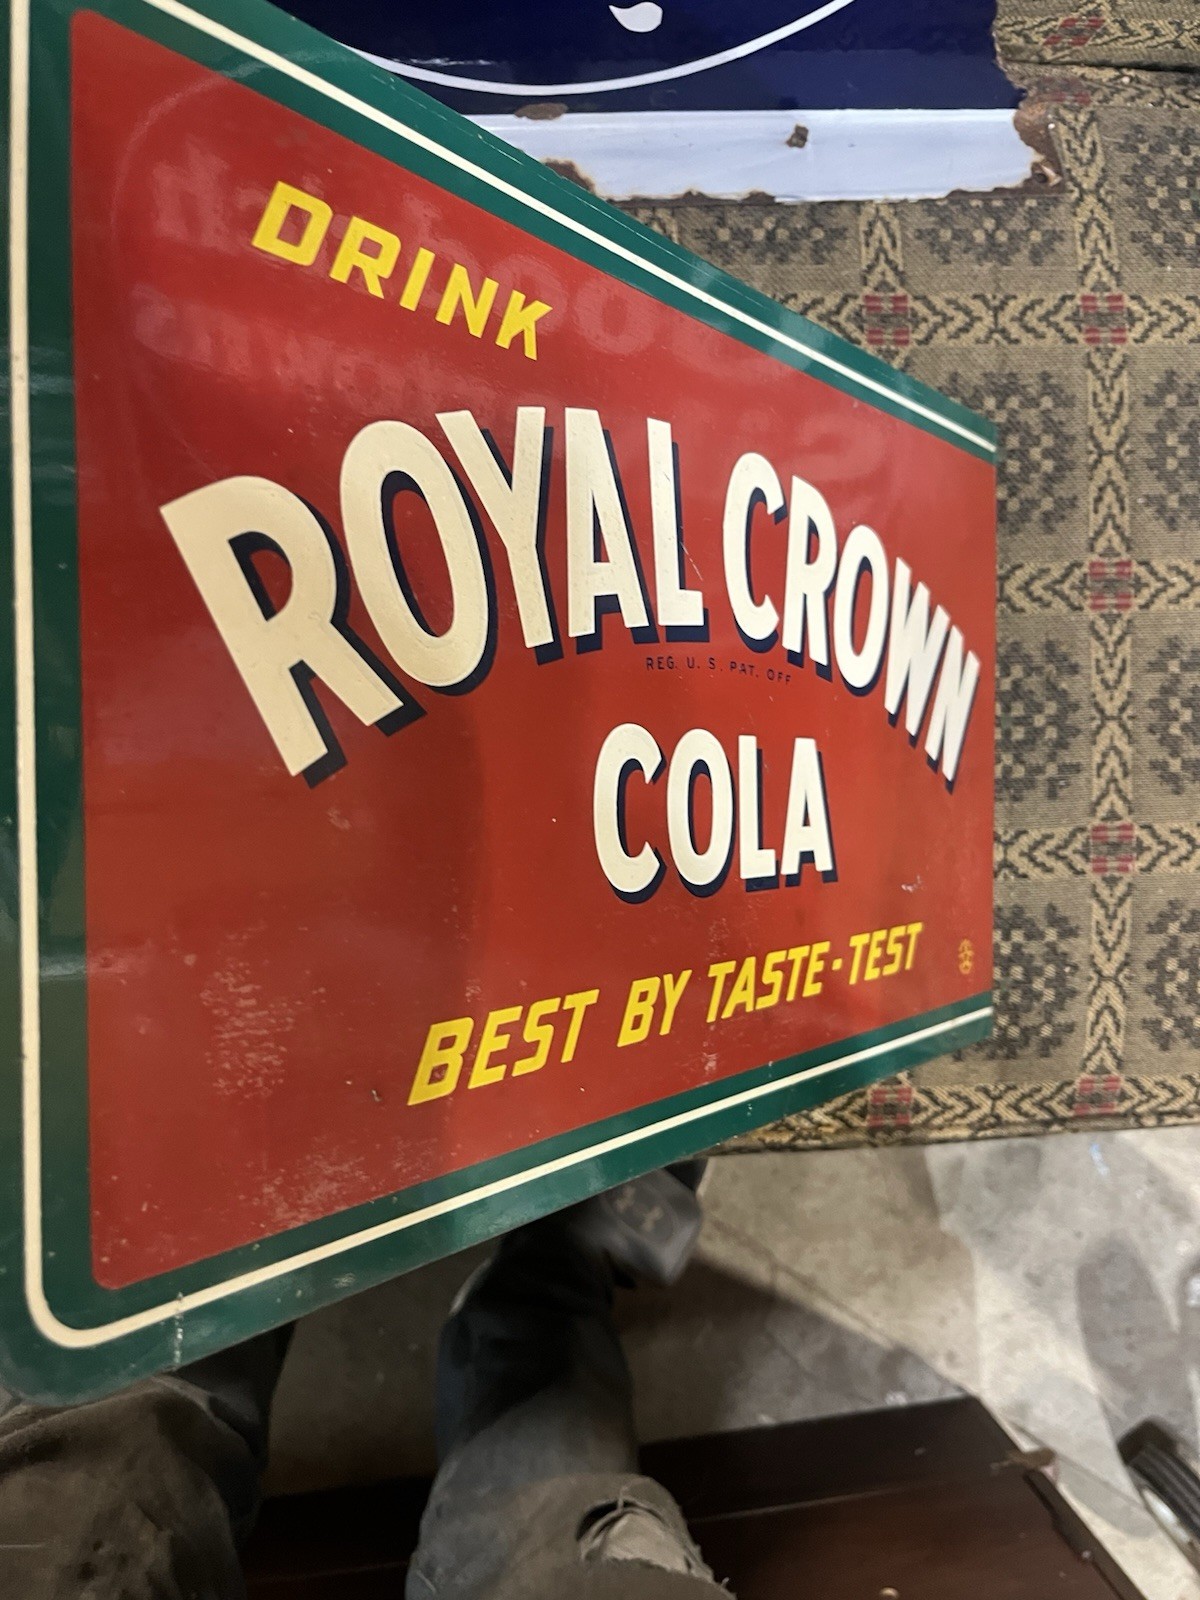 DRINK
ROYAL CROWN
REG. U. S. PAT. OFF
COLA
BEST BY TASTE-TEST